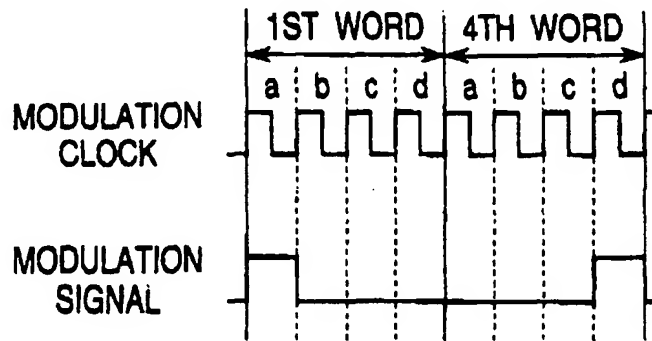 1ST WORD 4TH WORD
a b c d a b c d
MODULATION
CLOCK
MODULATION
SIGNAL